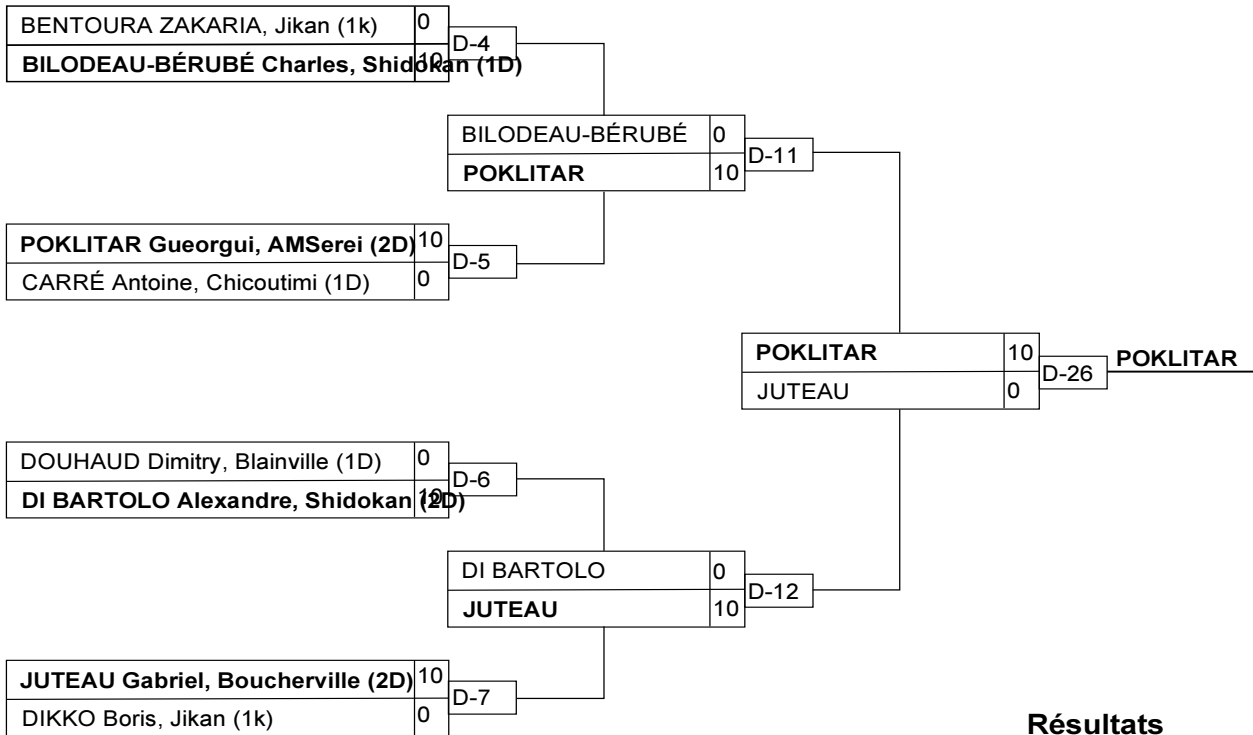 BENTOURA ZAKARIA, Jikan (1k) 0
D-4
BILODEAU-BÉRUBÉ Charles, Shidokan (1D) 10
BILODEAU-BÉRUBÉ 0
D-11
POKLITAR 10
POKLITAR Gueorgui, AMSerei (2D) 10
D-5
CARRÉ Antoine, Chicoutimi (1D) 0
POKLITAR 10
D-26
POKLITAR
JUTEAU 0
DOUHAUD Dimitry, Blainville (1D) 0
D-6
DI BARTOLO Alexandre, Shidokan (2D) 10
DI BARTOLO 0
D-12
JUTEAU 10
JUTEAU Gabriel, Boucherville (2D) 10
D-7
DIKKO Boris, Jikan (1k) 0
Résultats